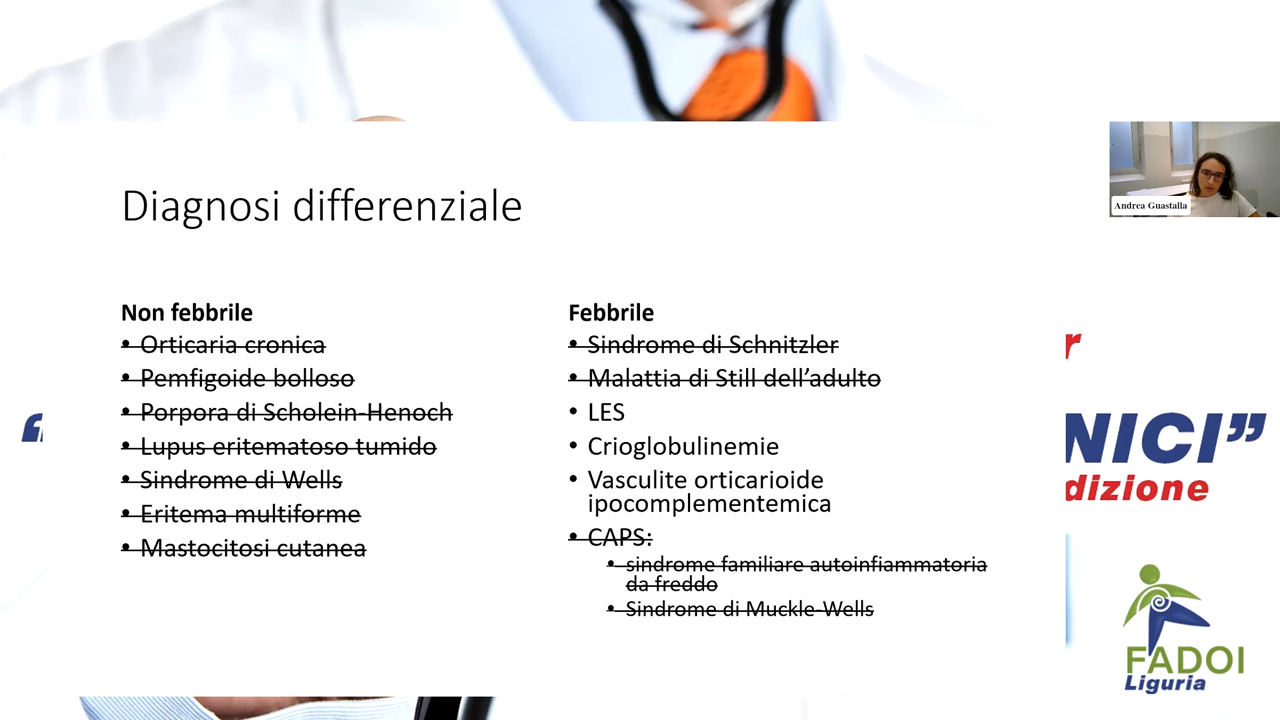 Diagnosi differenziale
Non febbrile
• Orticaria cronica
• Pemfigoide bolloso
• Porpora di Scholein-Henoch
• Lupus eritematoso tumido
• Sindrome di Wells
• Eritema multiforme
• Mastocitosi cutanea
Febbrile
• Sindrome di Schnitzler
• Malattia di Still dell’adulto
• LES
• Crioglobulinemie
• Vasculite orticarioide
ipocomplementemica
• CAPS:
• sindrome familiare autoinfiammatoria
da freddo
• Sindrome di Muckle-Wells
Andrea Guastalla
r
“
NICI”
dizione
FADOI
Liguria